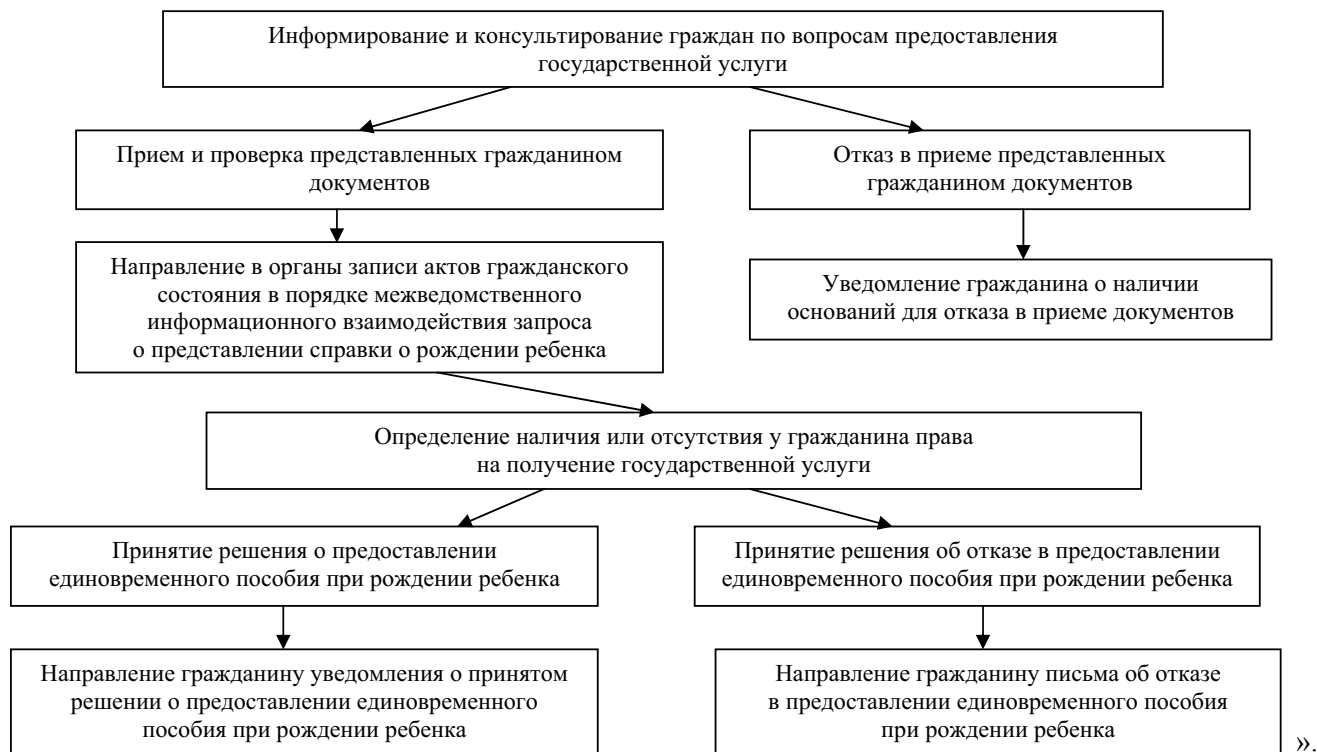 Информирование и консультирование граждан по вопросам предоставления
государственной услуги
Прием и проверка представленных гражданином
документов
Отказ в приеме представленных
гражданином документов
Направление в органы записи актов гражданского
состояния в порядке межведомственного
информационного взаимодействия запроса
о представлении справки о рождении ребенка
Уведомление гражданина о наличии
оснований для отказа в приеме документов
Определение наличия или отсутствия у гражданина права
на получение государственной услуги
Принятие решения о предоставлении
единовременного пособия при рождении ребенка
Принятие решения об отказе в предоставлении
единовременного пособия при рождении ребенка
Направление гражданину уведомления о принятом
решении о предоставлении единовременного
пособия при рождении ребенка
Направление гражданину письма об отказе
в предоставлении единовременного пособия
при рождении ребенка
».